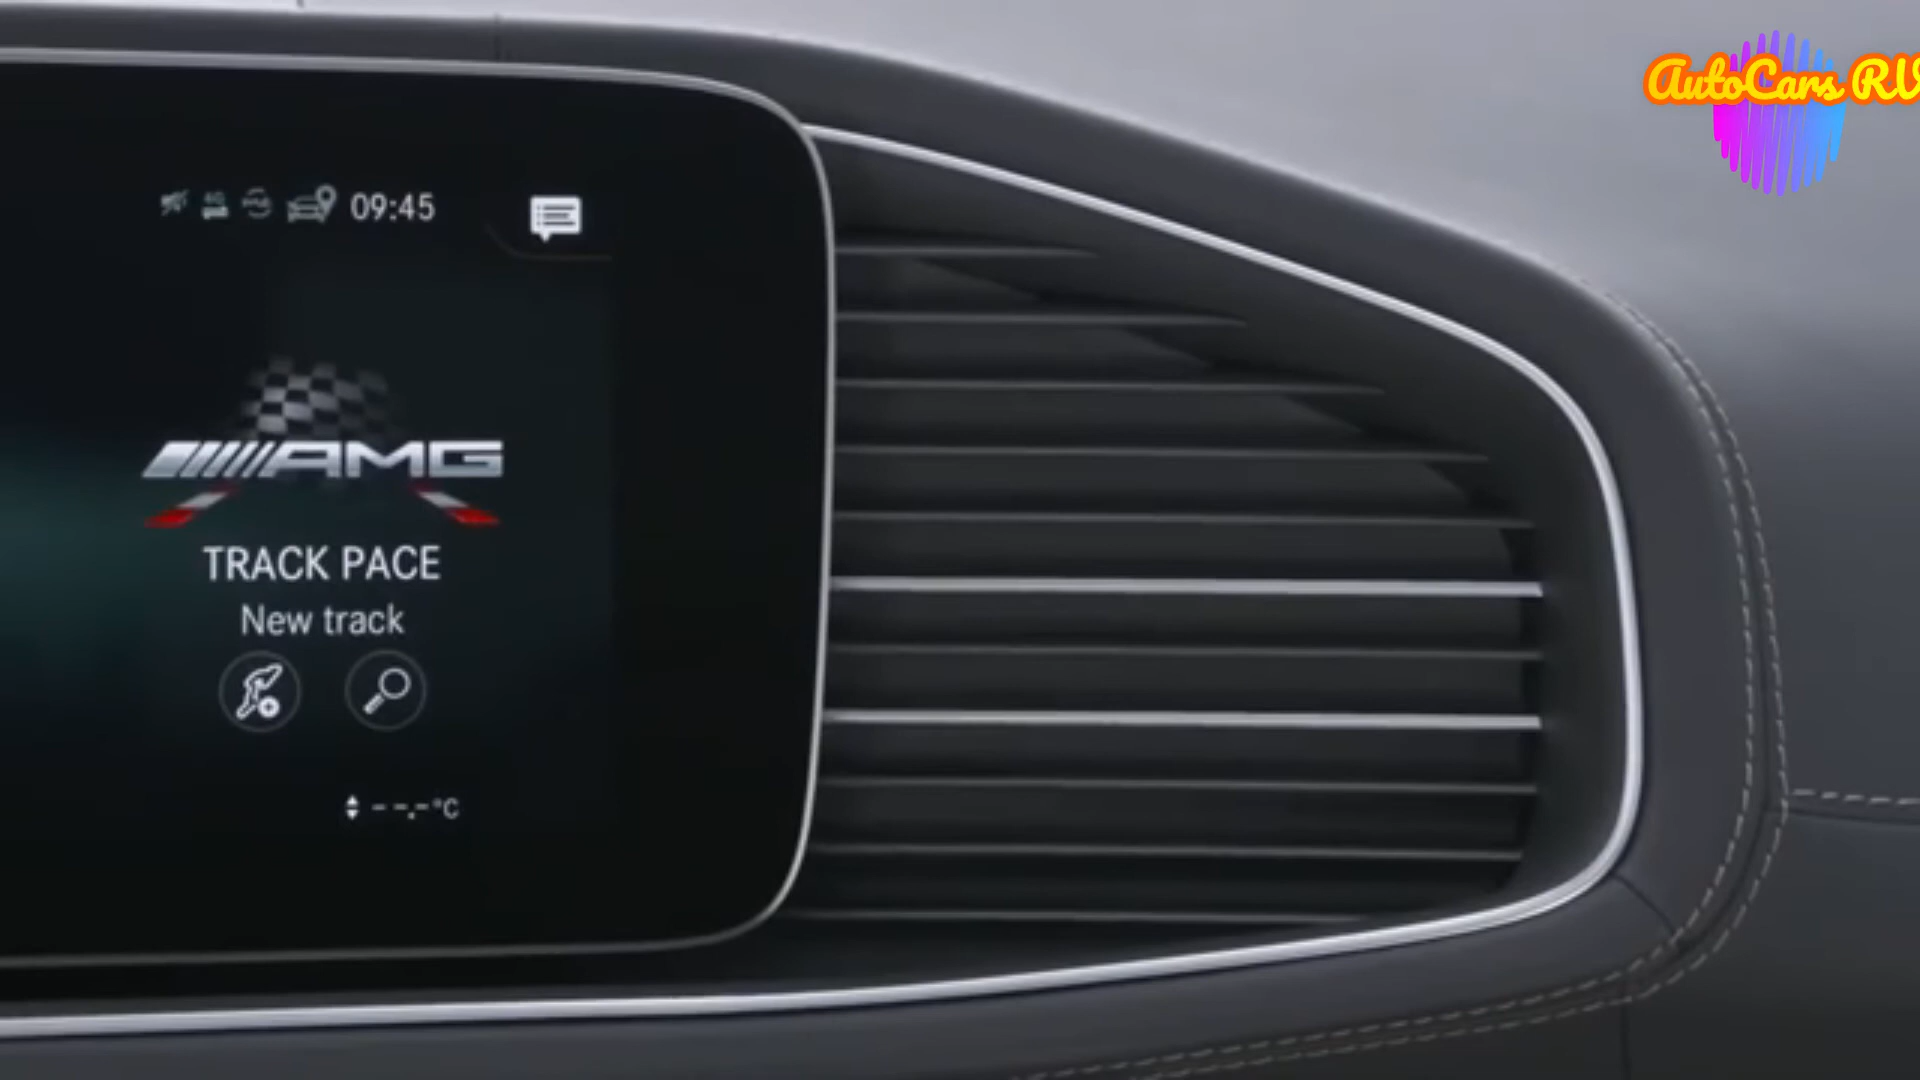 AutoCars RV
09:45
AMG
TRACK PACE
New track
--.-°C